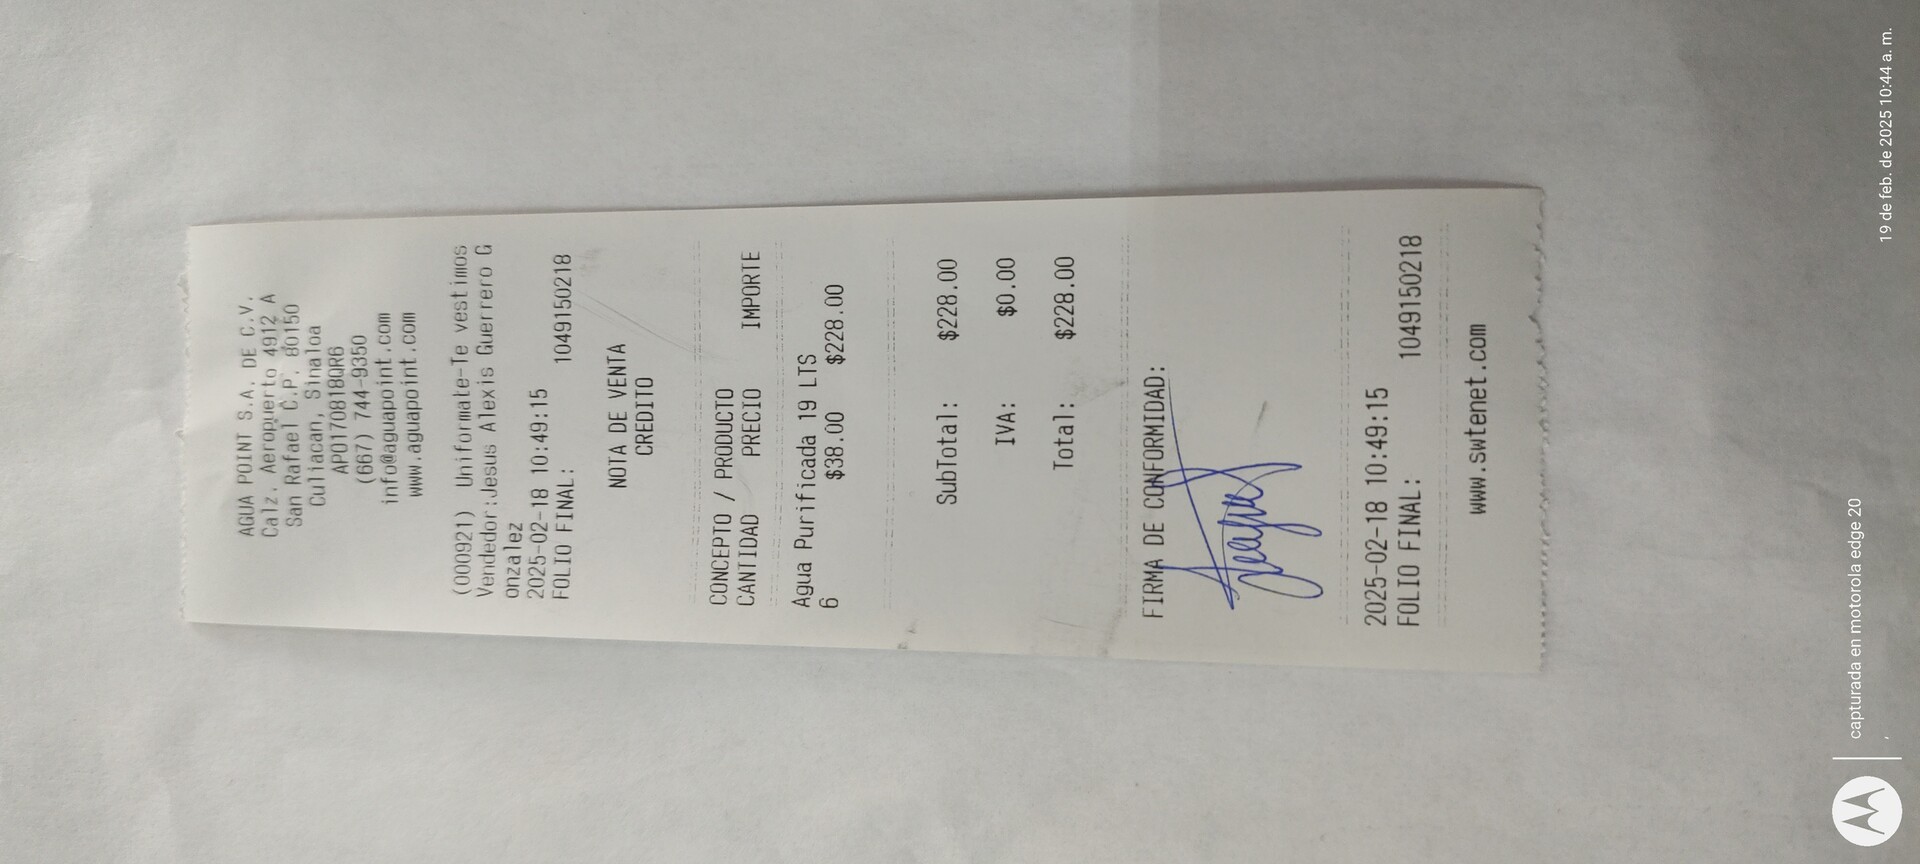 AGUA POINT S.A. DE C.V.
Calz. Aeropuerto 4912 A
San Rafael C.P. 80150
Culiacan, Sinaloa
APO170818QR6
(667) 744-9350
info@aguapoint.com
www.aguapoint.com
(000921) Uniformate-Te vestimos
Vendedor:Jesus Alexis Guerrero G
onzalez
2025-02-18 10:49:15
FOLIO FINAL: 1049150218
NOTA DE VENTA
CREDITO
CONCEPTO / PRODUCTO
CANTIDAD PRECIO IMPORTE
Agua Purificada 19 LTS
6 $38.00 $228.00
SubTotal: $228.00
IVA: $0.00
Total: $228.00
FIRMA DE CONFORMIDAD:
2025-02-18 10:49:15
FOLIO FINAL: 1049150218
www.swtenet.com
capturada en motorola edge 20
,
19 de feb. de 2025 10:44 a. m.